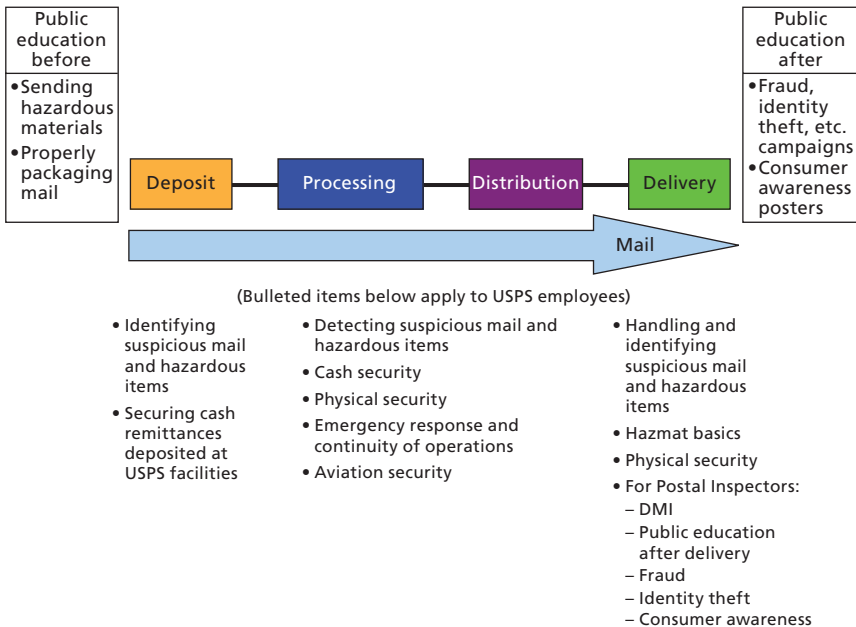 Public
education
before
•Sending
hazardous
materials
•Properly
packaging
mail
Deposit
Processing
Distribution
Delivery
Public
education
after
•Fraud,
identity
theft, etc.
campaigns
•Consumer
awareness
posters
Mail
(Bulleted items below apply to USPS employees)
• Identifying
suspicious mail
and hazardous
items
• Securing cash
remittances
deposited at
USPS facilities
• Detecting suspicious mail and
hazardous items
• Cash security
• Physical security
• Emergency response and
continuity of operations
• Aviation security
• Handling and
identifying
suspicious mail
and hazardous
items
• Hazmat basics
• Physical security
• For Postal Inspectors:
– DMI
– Public education
after delivery
– Fraud
– Identity theft
– Consumer awareness